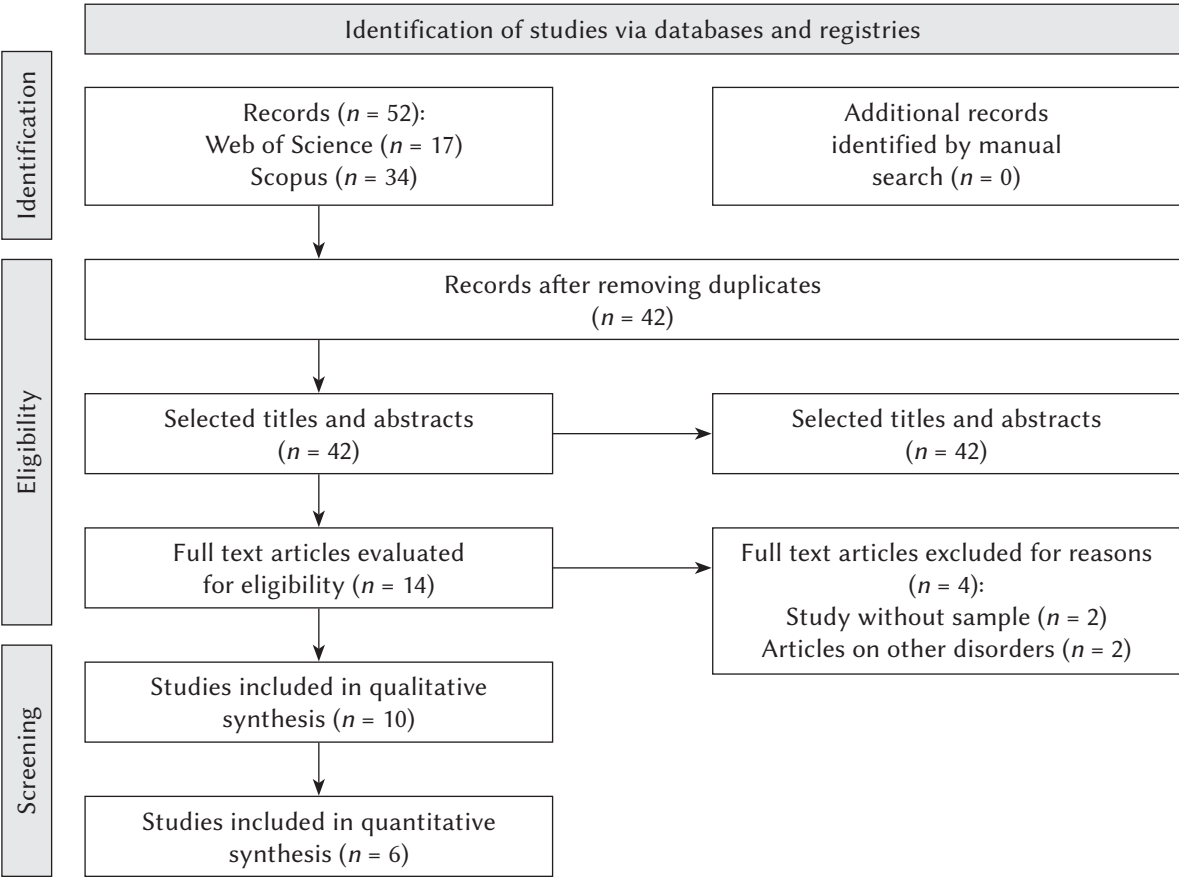 Identification of studies via databases and registries
Identification
Records (n = 52):
Web of Science (n = 17)
Scopus (n = 34)
Additional records
identified by manual
search (n = 0)
Eligibility
Records after removing duplicates
(n = 42)
Selected titles and abstracts
(n = 42)
Selected titles and abstracts
(n = 42)
Full text articles evaluated
for eligibility (n = 14)
Full text articles excluded for reasons
(n = 4):
Study without sample (n = 2)
Articles on other disorders (n = 2)
Screening
Studies included in qualitative
synthesis (n = 10)
Studies included in quantitative
synthesis (n = 6)